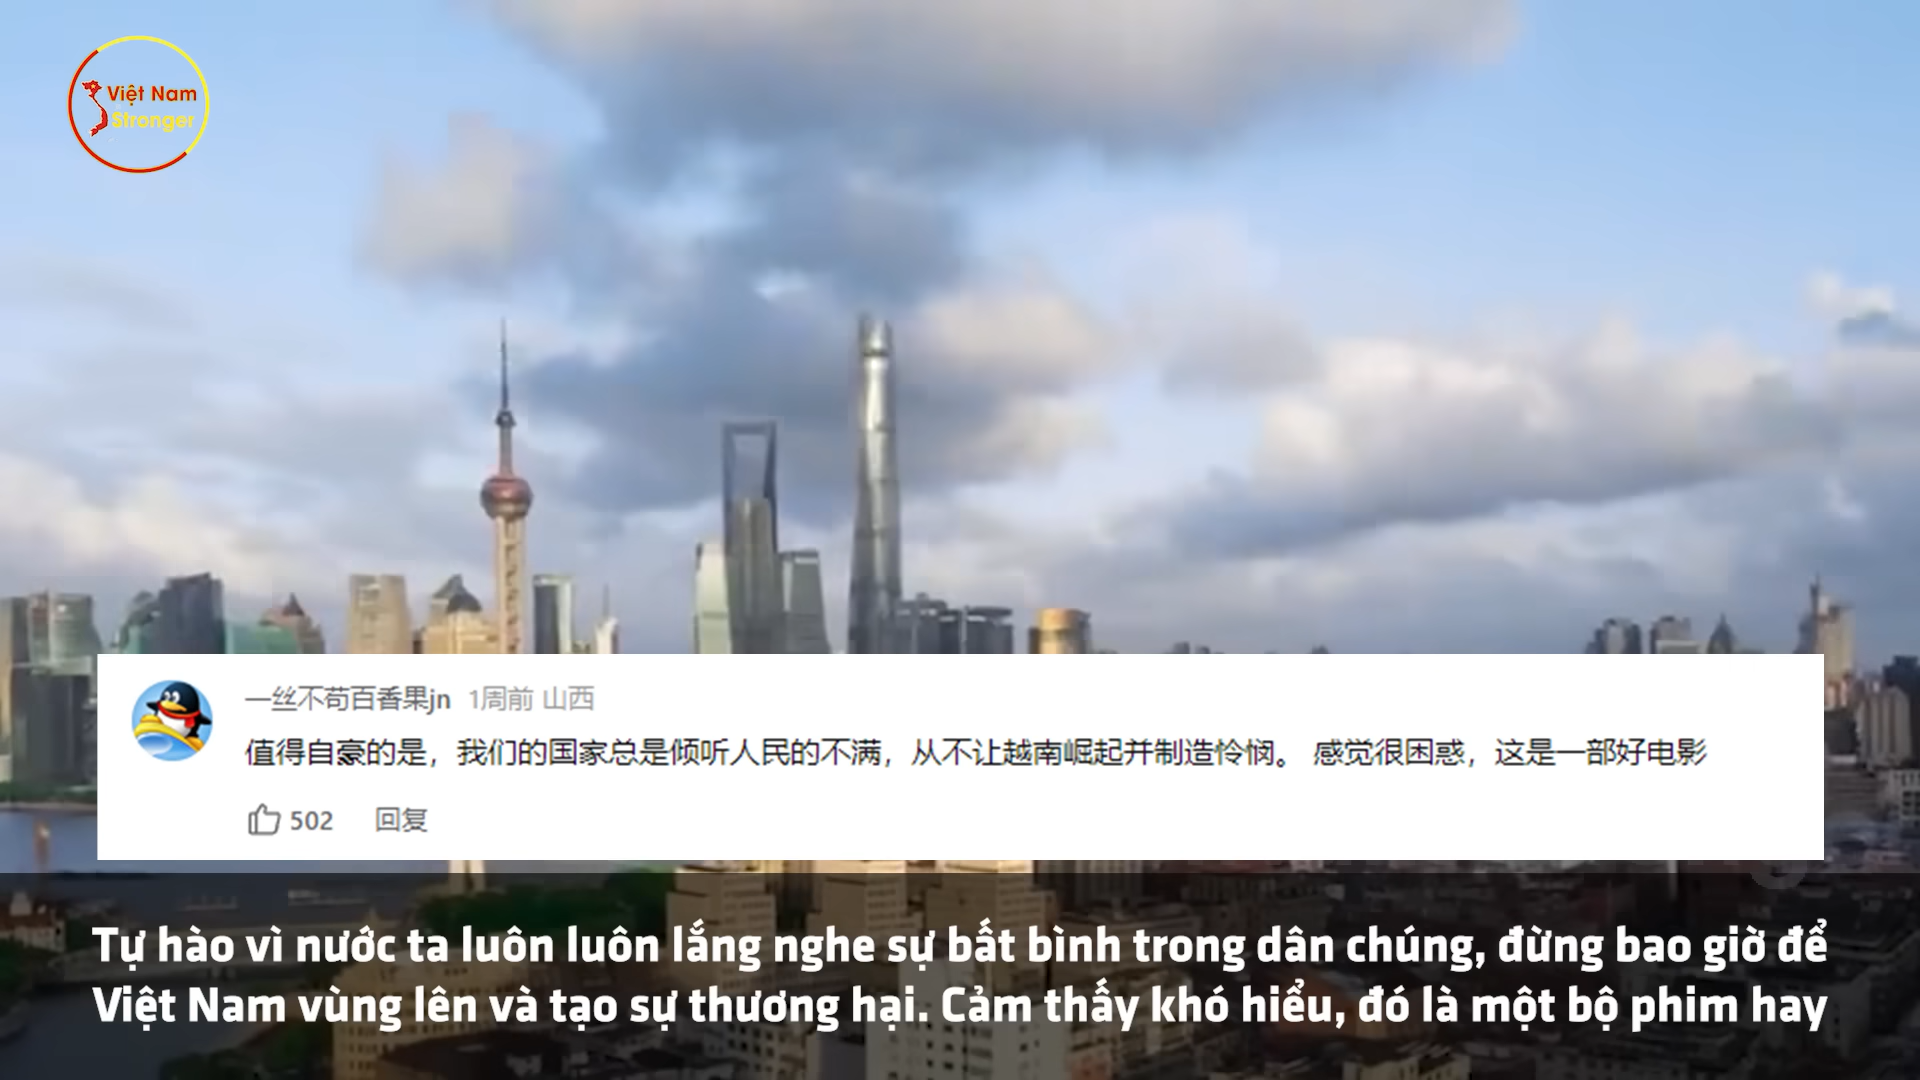 Việt Nam
Stronger
一丝不苟百香果jn 1周前 山西
值得自豪的是，我们的国家总是倾听人民的不满，从不让越南崛起并制造怜悯。 感觉很困惑，这是一部好电影
502 回复
Tự hào vì nước ta luôn luôn lắng nghe sự bất bình trong dân chúng, đừng bao giờ để
Việt Nam vùng lên và tạo sự thương hại. Cảm thấy khó hiểu, đó là một bộ phim hay